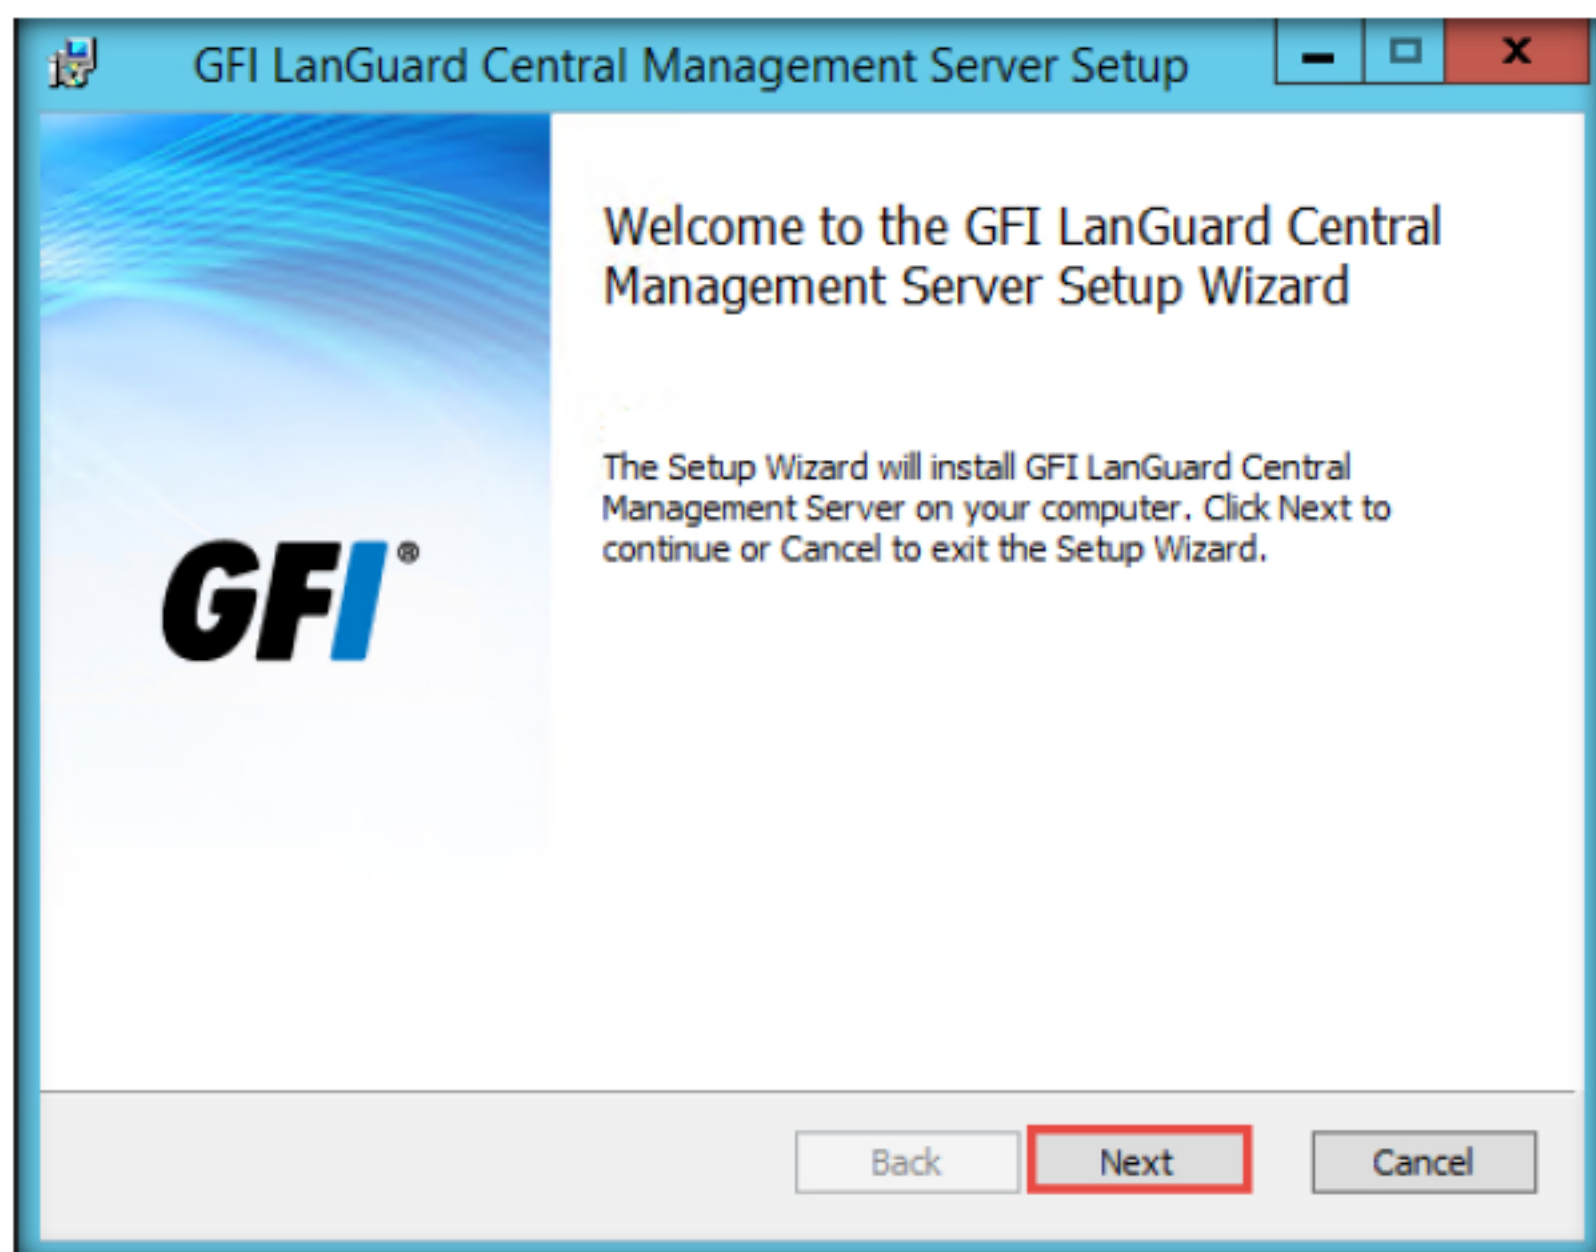 GFI LanGuard Central Management Server Setup
Welcome to the GFI LanGuard Central
Management Server Setup Wizard
The Setup Wizard will install GFI LanGuard Central
Management Server on your computer. Click Next to
continue or Cancel to exit the Setup Wizard.
GFI®
Back Next Cancel